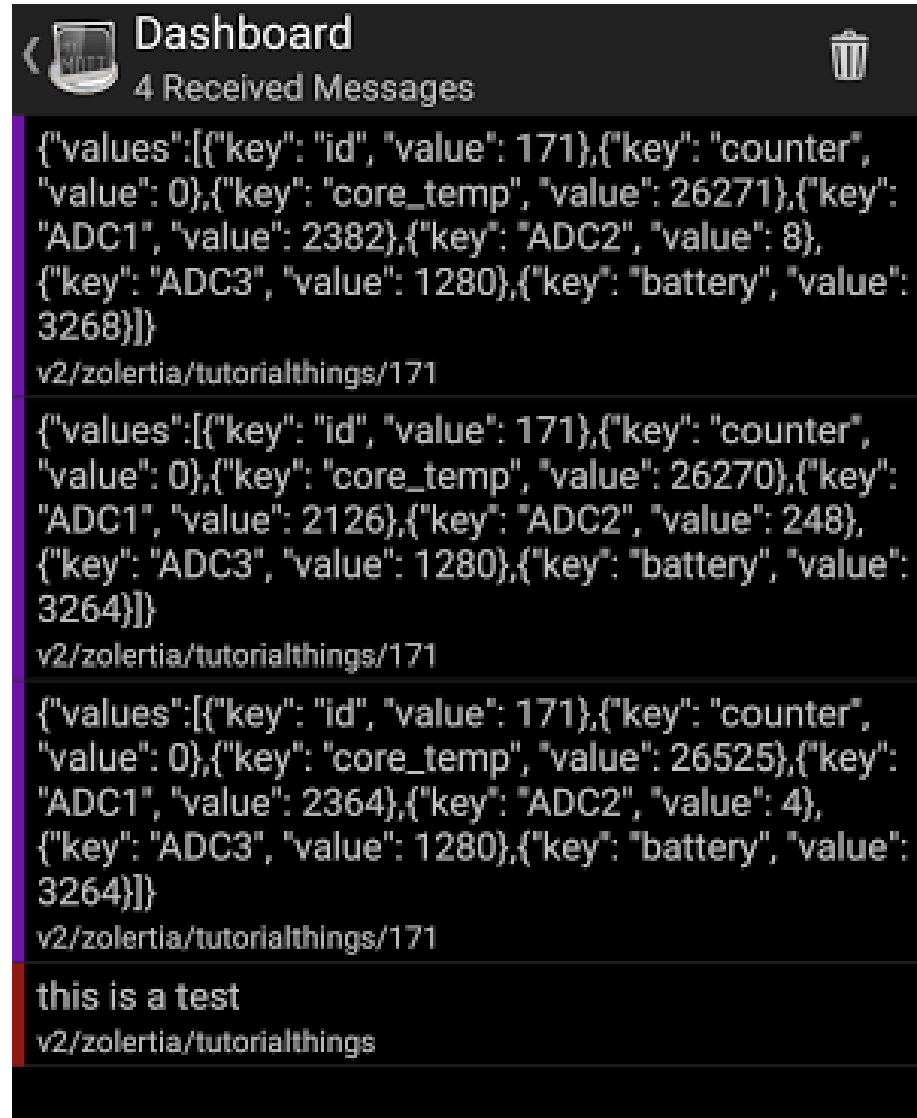 Dashboard
4 Received Messages
{"values":[{"key": "id", "value": 171},{"key": "counter",
"value": 0},{"key": "core_temp", "value": 26271},{"key":
"ADC1", "value": 2382},{"key": "ADC2", "value": 8},
{"key": "ADC3", "value": 1280},{"key": "battery", "value":
3268}]}
v2/zolertia/tutorialthings/171
{"values":[{"key": "id", "value": 171},{"key": "counter",
"value": 0},{"key": "core_temp", "value": 26270},{"key":
"ADC1", "value": 2126},{"key": "ADC2", "value": 248},
{"key": "ADC3", "value": 1280},{"key": "battery", "value":
3264}]}
v2/zolertia/tutorialthings/171
{"values":[{"key": "id", "value": 171},{"key": "counter",
"value": 0},{"key": "core_temp", "value": 26525},{"key":
"ADC1", "value": 2364},{"key": "ADC2", "value": 4},
{"key": "ADC3", "value": 1280},{"key": "battery", "value":
3264}]}
v2/zolertia/tutorialthings/171
this is a test
v2/zolertia/tutorialthings